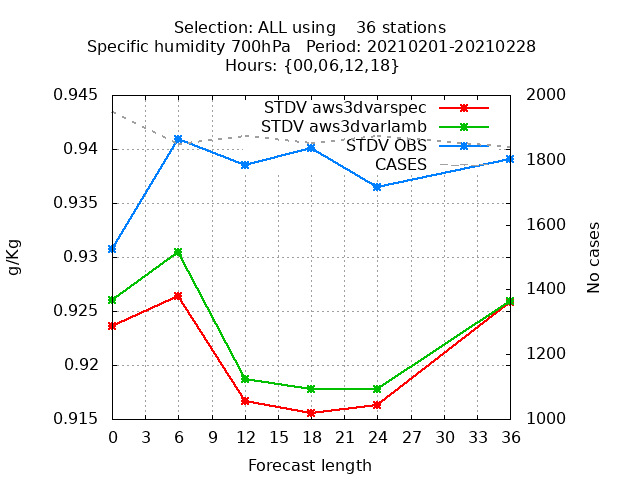 Selection: ALL using    36 stations
Specific humidity 700hPa   Period: 20210201-20210228
Hours: {00,06,12,18}
STDV aws3dvarspec
STDV aws3dvarlamb
STDV OBS
CASES
0.945
0.94
0.935
0.93
0.925
0.92
0.915
g/Kg
2000
1800
1600
1400
1200
1000
No cases
0 3 6 9 12 15 18 21 24 27 30 33 36
Forecast length